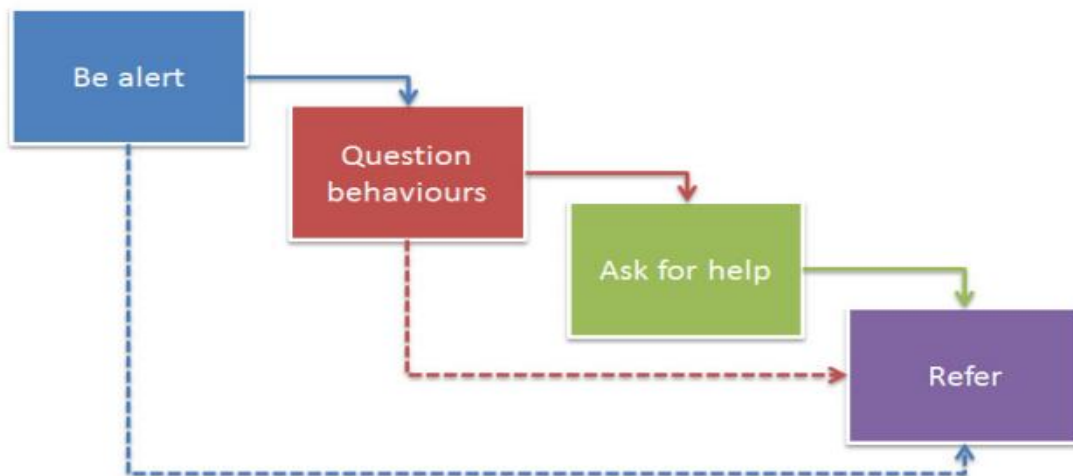 Be alert
Question
behaviours
Ask for help
Refer